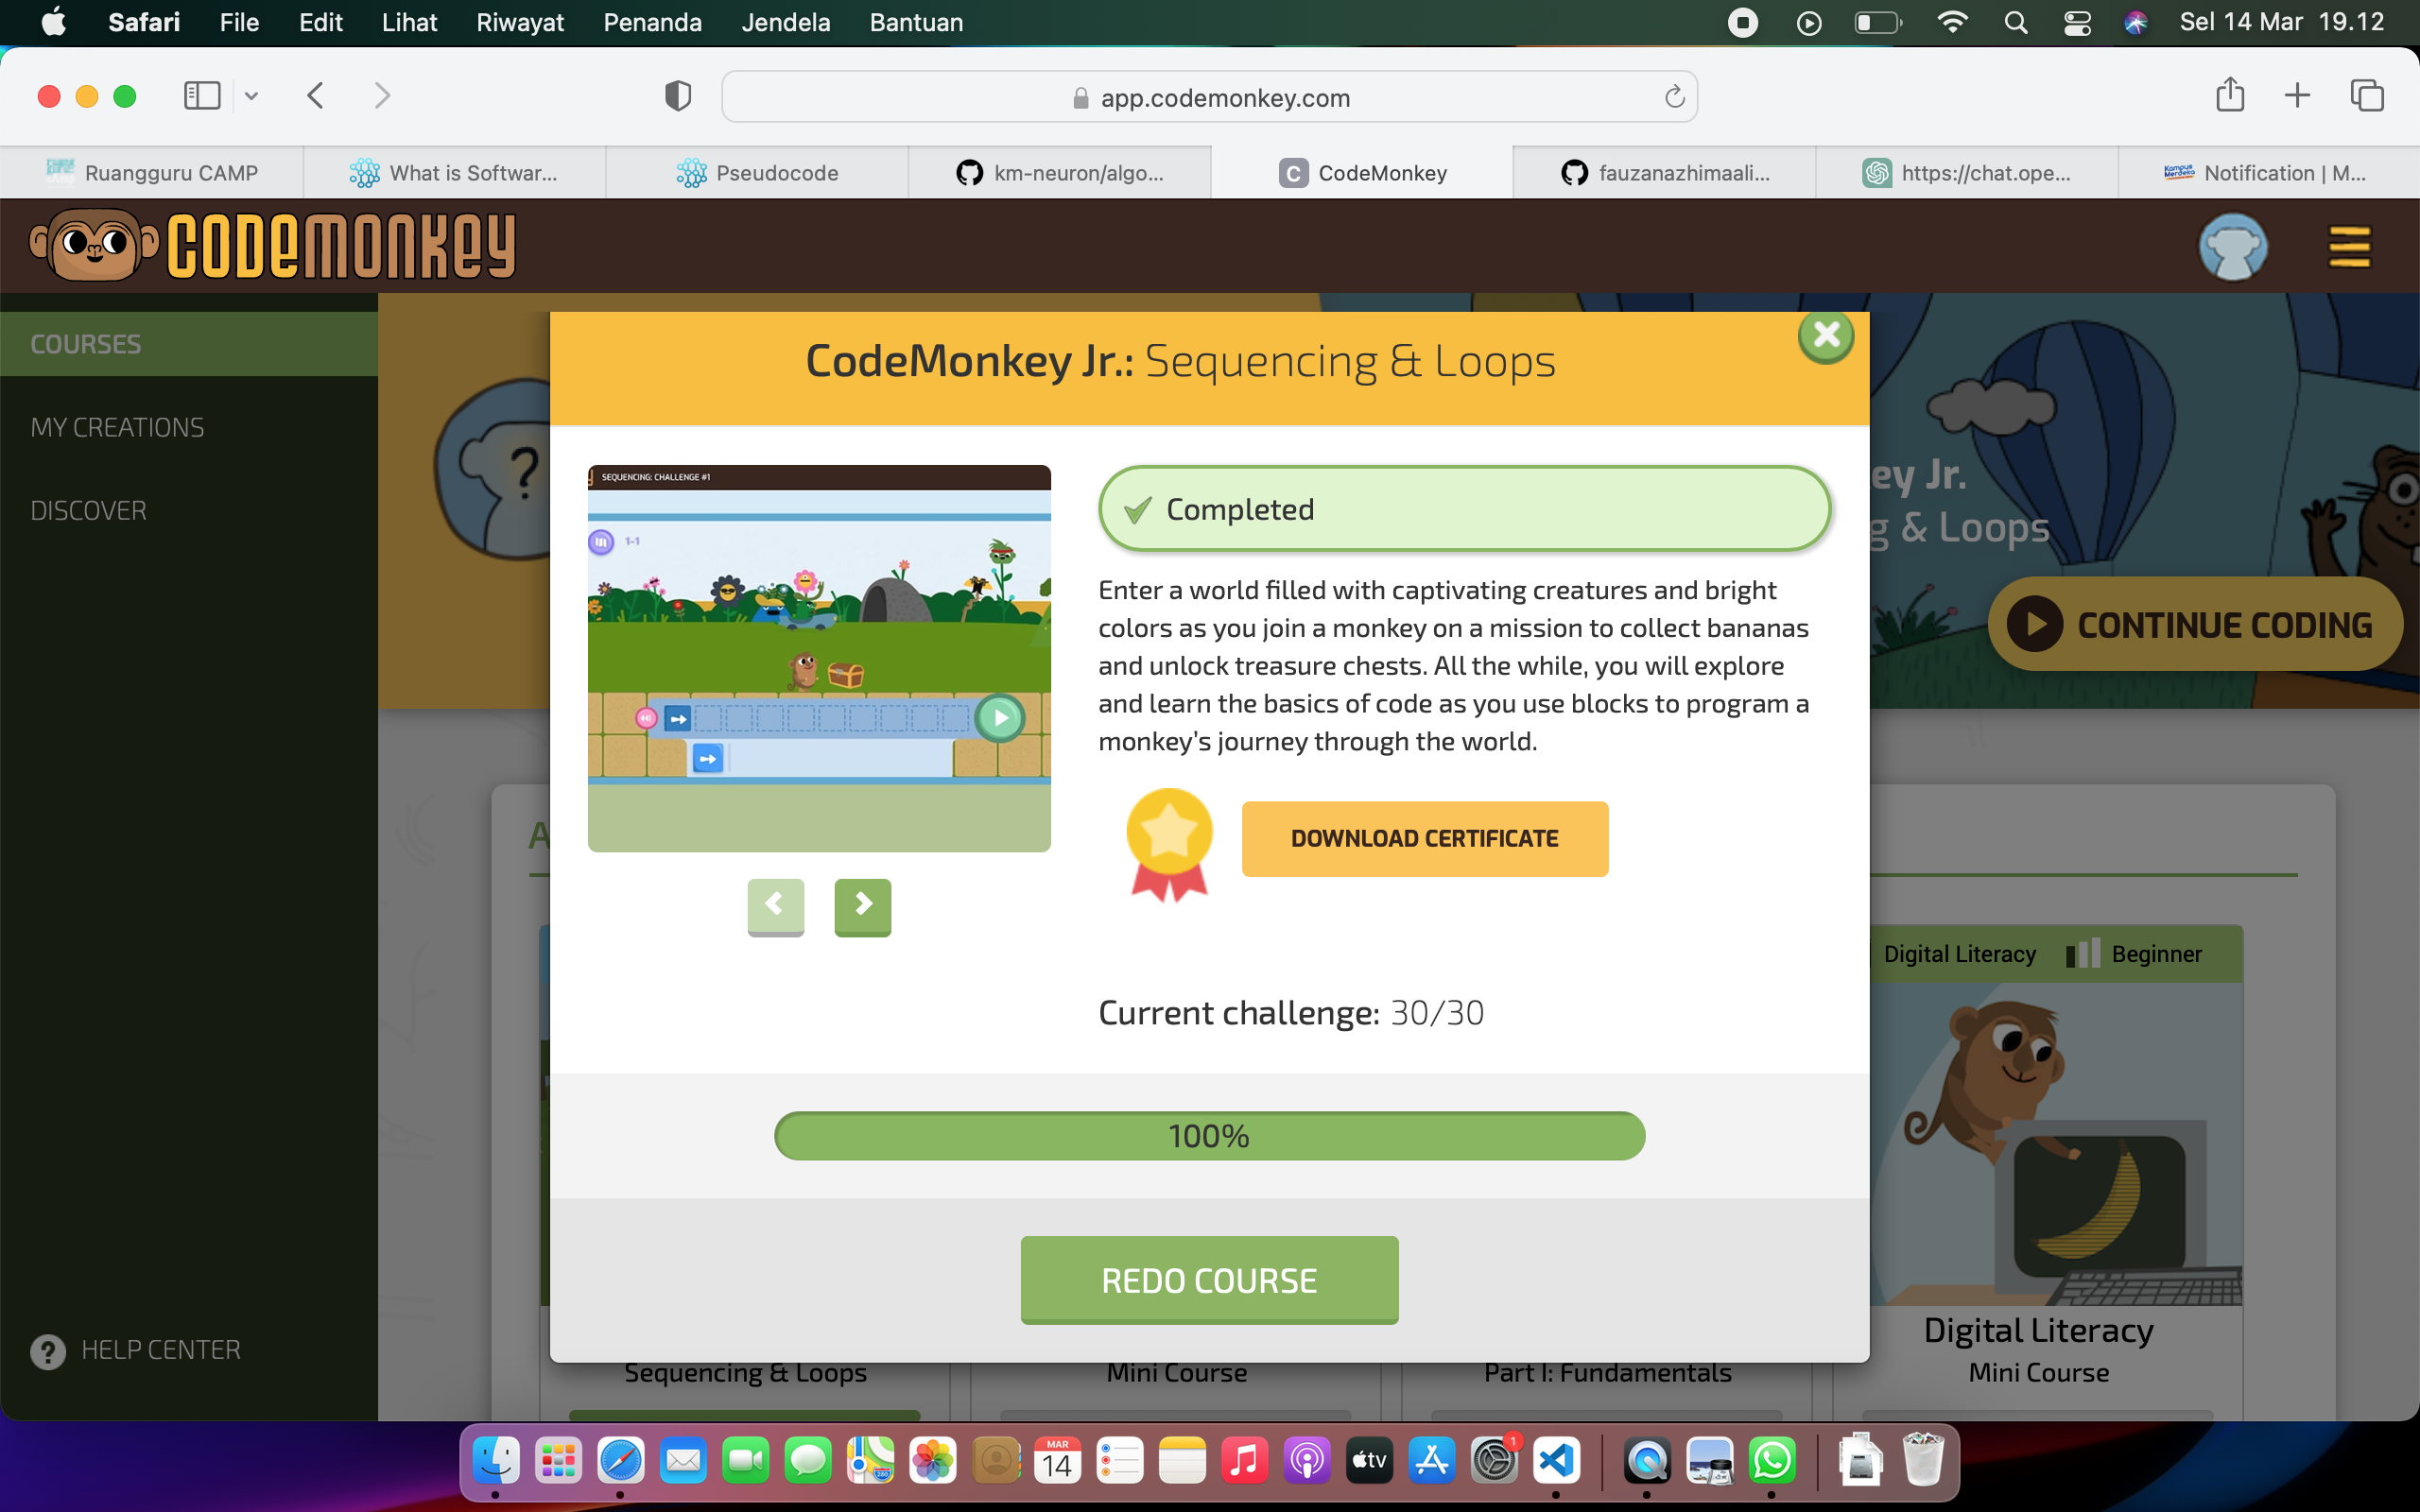 Safari File Edit Lihat Riwayat Penanda Jendela Bantuan Sel 14 Mar 19.12
app.codemonkey.com
Ruangguru CAMP What is Softwar... Pseudocode km-neuron/algo... C CodeMonkey fauzanazhimaali... https://chat.ope... Kampus Merdeka Notification | M...
CODEMONKEY
COURSES
MY CREATIONS
DISCOVER
HELP CENTER
CodeMonkey Jr.: Sequencing & Loops
SEQUENCING: CHALLENGE #1
1-1
Completed
Enter a world filled with captivating creatures and bright
colors as you join a monkey on a mission to collect bananas
and unlock treasure chests. All the while, you will explore
and learn the basics of code as you use blocks to program a
monkey's journey through the world.
DOWNLOAD CERTIFICATE
Current challenge: 30/30
100%
REDO COURSE
ey Jr.
g & Loops
CONTINUE CODING
A
Digital Literacy Beginner
Digital Literacy
Sequencing & Loops Mini Course Part I: Fundamentals Mini Course
MAR
14
tv
1
280